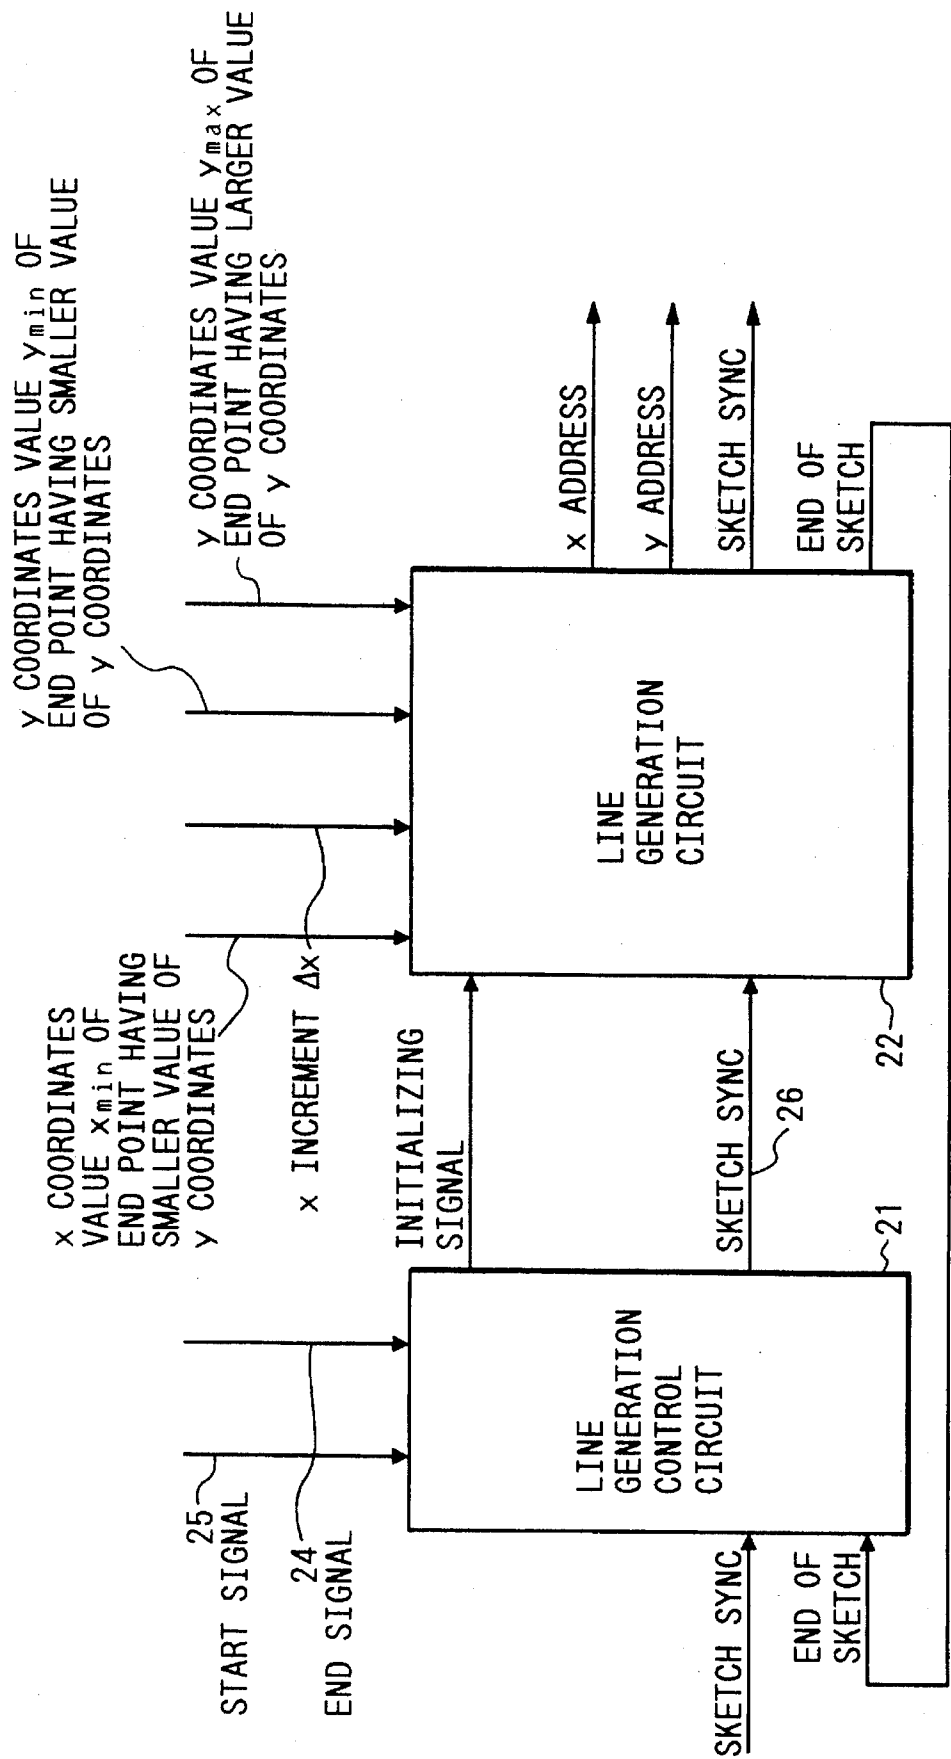 START SIGNAL
25
24
END SIGNAL
x COORDINATES
VALUE xmin OF
END POINT HAVING
SMALLER VALUE OF
y COORDINATES
x INCREMENT Δx
y COORDINATES VALUE ymin OF
END POINT HAVING SMALLER VALUE
OF y COORDINATES
y COORDINATES VALUE ymax OF
END POINT HAVING LARGER VALUE
OF y COORDINATES
SKETCH SYNC
END OF
SKETCH
LINE
GENERATION
CONTROL
CIRCUIT
21
INITIALIZING
SIGNAL
SKETCH SYNC
26
LINE
GENERATION
CIRCUIT
22
x ADDRESS
y ADDRESS
SKETCH SYNC
END OF
SKETCH